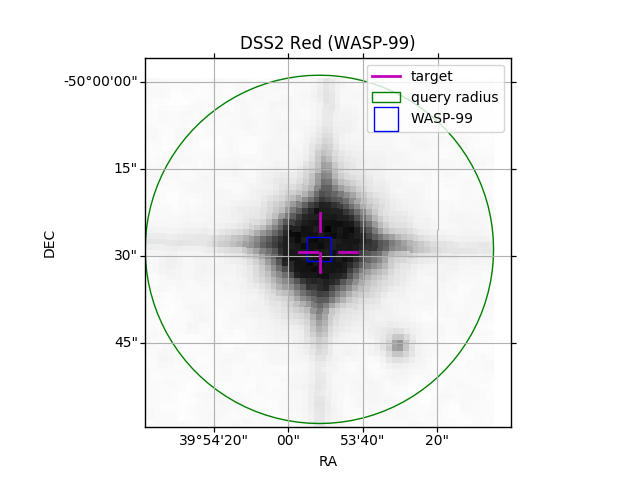 DSS2 Red (WASP-99)
target
query radius
WASP-99
-50°00'00"
15"
30"
45"
DEC
39°54'20"
00"
53'40"
20"
RA